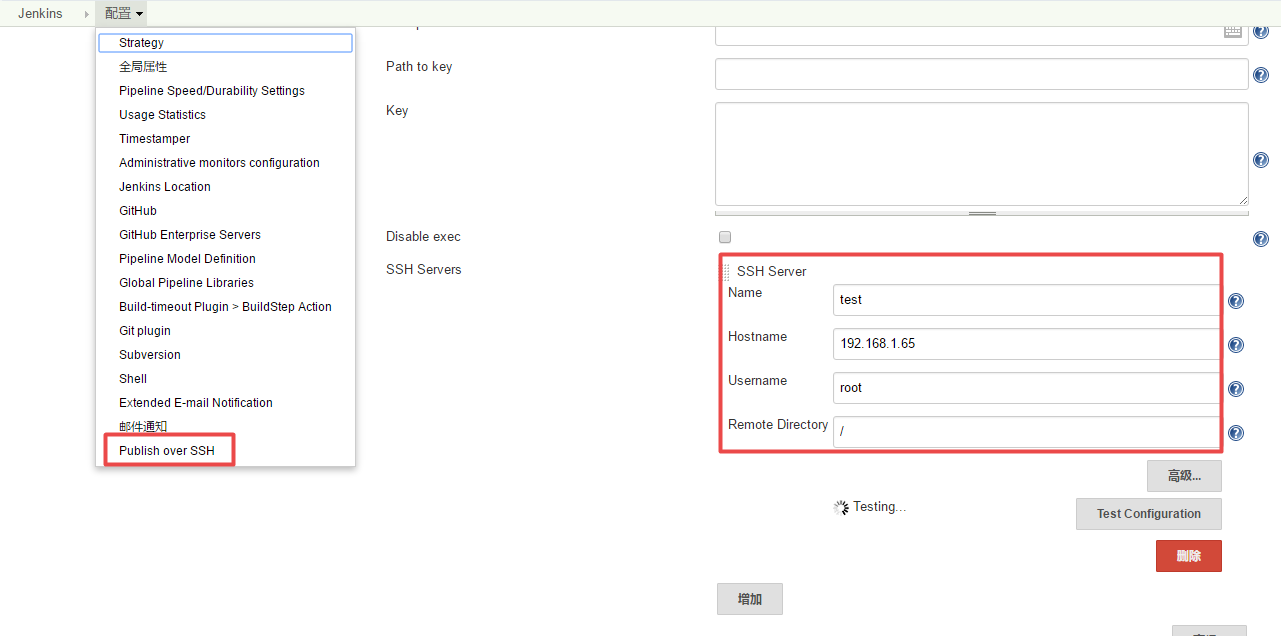 Jenkins 配置
Strategy
全局属性
Pipeline Speed/Durability Settings
Usage Statistics
Timestamper
Administrative monitors configuration
Jenkins Location
GitHub
GitHub Enterprise Servers
Pipeline Model Definition
Global Pipeline Libraries
Build-timeout Plugin > BuildStep Action
Git plugin
Subversion
Shell
Extended E-mail Notification
邮件通知
Publish over SSH
Path to key
Key
Disable exec
SSH Servers
SSH Server
Name test
Hostname 192.168.1.65
Username root
Remote Directory /
高级...
Testing...
Test Configuration
删除
增加